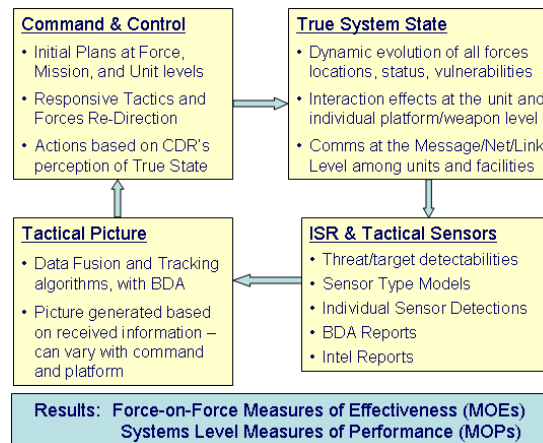 Command & Control
• Initial Plans at Force,
Mission, and Unit levels
• Responsive Tactics and
Forces Re-Direction
• Actions based on CDR's
perception of True State
True System State
• Dynamic evolution of all forces
locations, status, vulnerabilities
• Interaction effects at the unit and
individual platform/weapon level
• Comms at the Message/Net/Link
Level among units and facilities
Tactical Picture
• Data Fusion and Tracking
algorithms, with BDA
• Picture generated based
on received information –
can vary with command
and platform
ISR & Tactical Sensors
• Threat/target detectabilities
• Sensor Type Models
• Individual Sensor Detections
• BDA Reports
• Intel Reports
Results: Force-on-Force Measures of Effectiveness (MOEs)
Systems Level Measures of Performance (MOPs)